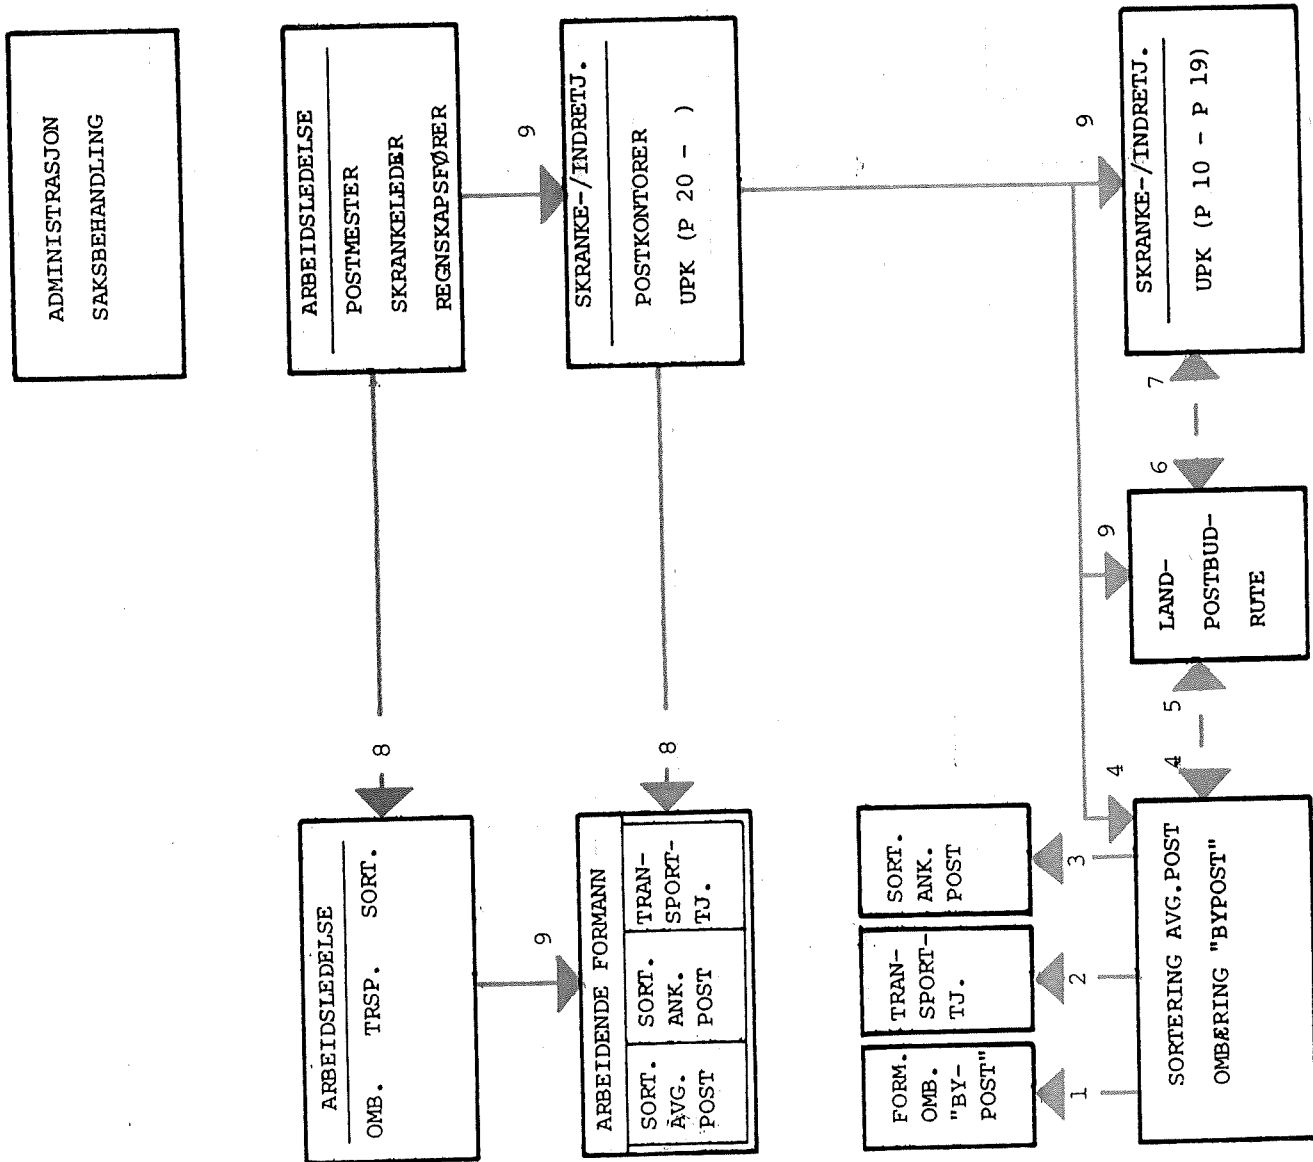 ADMINISTRASJON
SAKSBEHANDLING
ARBEIDSLEDELSE
OMB. TRSP. SORT.
8
ARBEIDSLEDELSE
POSTMESTER
SKRANKELEDER
REGNSKAPSFØRER
9
9
ARBEIDENDE FORMANN
SORT.
AVG.
POST
SORT.
ANK.
POST
TRAN-
SPORT-
TJ.
8
SKRANKE-/INDRETJ.
POSTKONTORER
UPK (P 20 - )
FORM.
OMB.
"BY-
POST"
TRAN-
SPORT-
TJ.
SORT.
ANK.
POST
1
2
3
4
9
9
SORTERING AVG.POST
OMBÆRING "BYPOST"
4
5
LAND-
POSTBUD-
RUTE
6
7
SKRANKE-/INDRETJ.
UPK (P 10 - P 19)